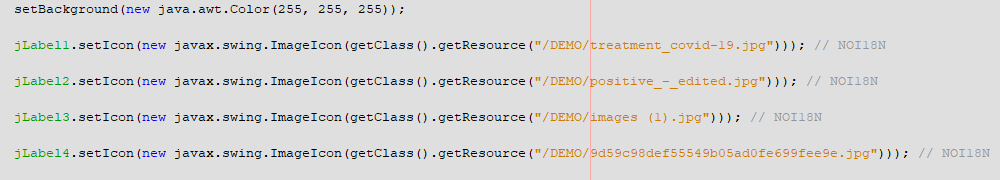 setBackground(new java.awt.Color(255, 255, 255));
jLabel1.setIcon(new javax.swing.ImageIcon(getClass().getResource("/DEMO/treatment_covid-19.jpg"))); // NOI18N
jLabel2.setIcon(new javax.swing.ImageIcon(getClass().getResource("/DEMO/positive_-_edited.jpg"))); // NOI18N
jLabel3.setIcon(new javax.swing.ImageIcon(getClass().getResource("/DEMO/images (1).jpg"))); // NOI18N
jLabel4.setIcon(new javax.swing.ImageIcon(getClass().getResource("/DEMO/9d59c98def55549b05ad0fe699fee9e.jpg"))); // NOI18N